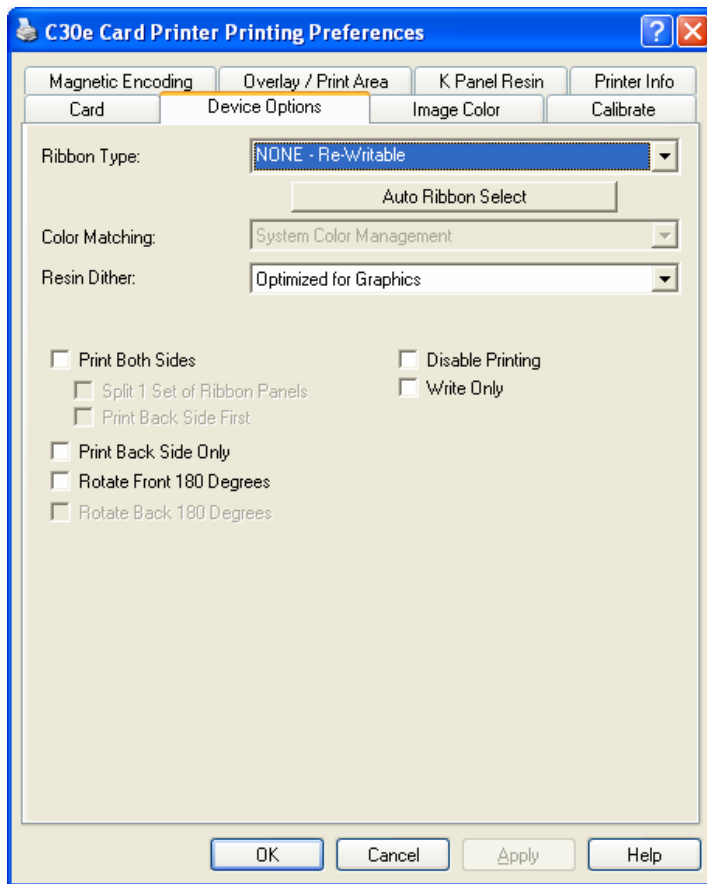 C30e Card Printer Printing Preferences
Magnetic Encoding Overlay / Print Area K Panel Resin Printer Info
Card Device Options Image Color Calibrate
Ribbon Type: NONE - Re-Writable
Auto Ribbon Select
Color Matching: System Color Management
Resin Dither: Optimized for Graphics
Print Both Sides Disable Printing
Split 1 Set of Ribbon Panels Write Only
Print Back Side First
Print Back Side Only
Rotate Front 180 Degrees
Rotate Back 180 Degrees
OK Cancel Apply Help